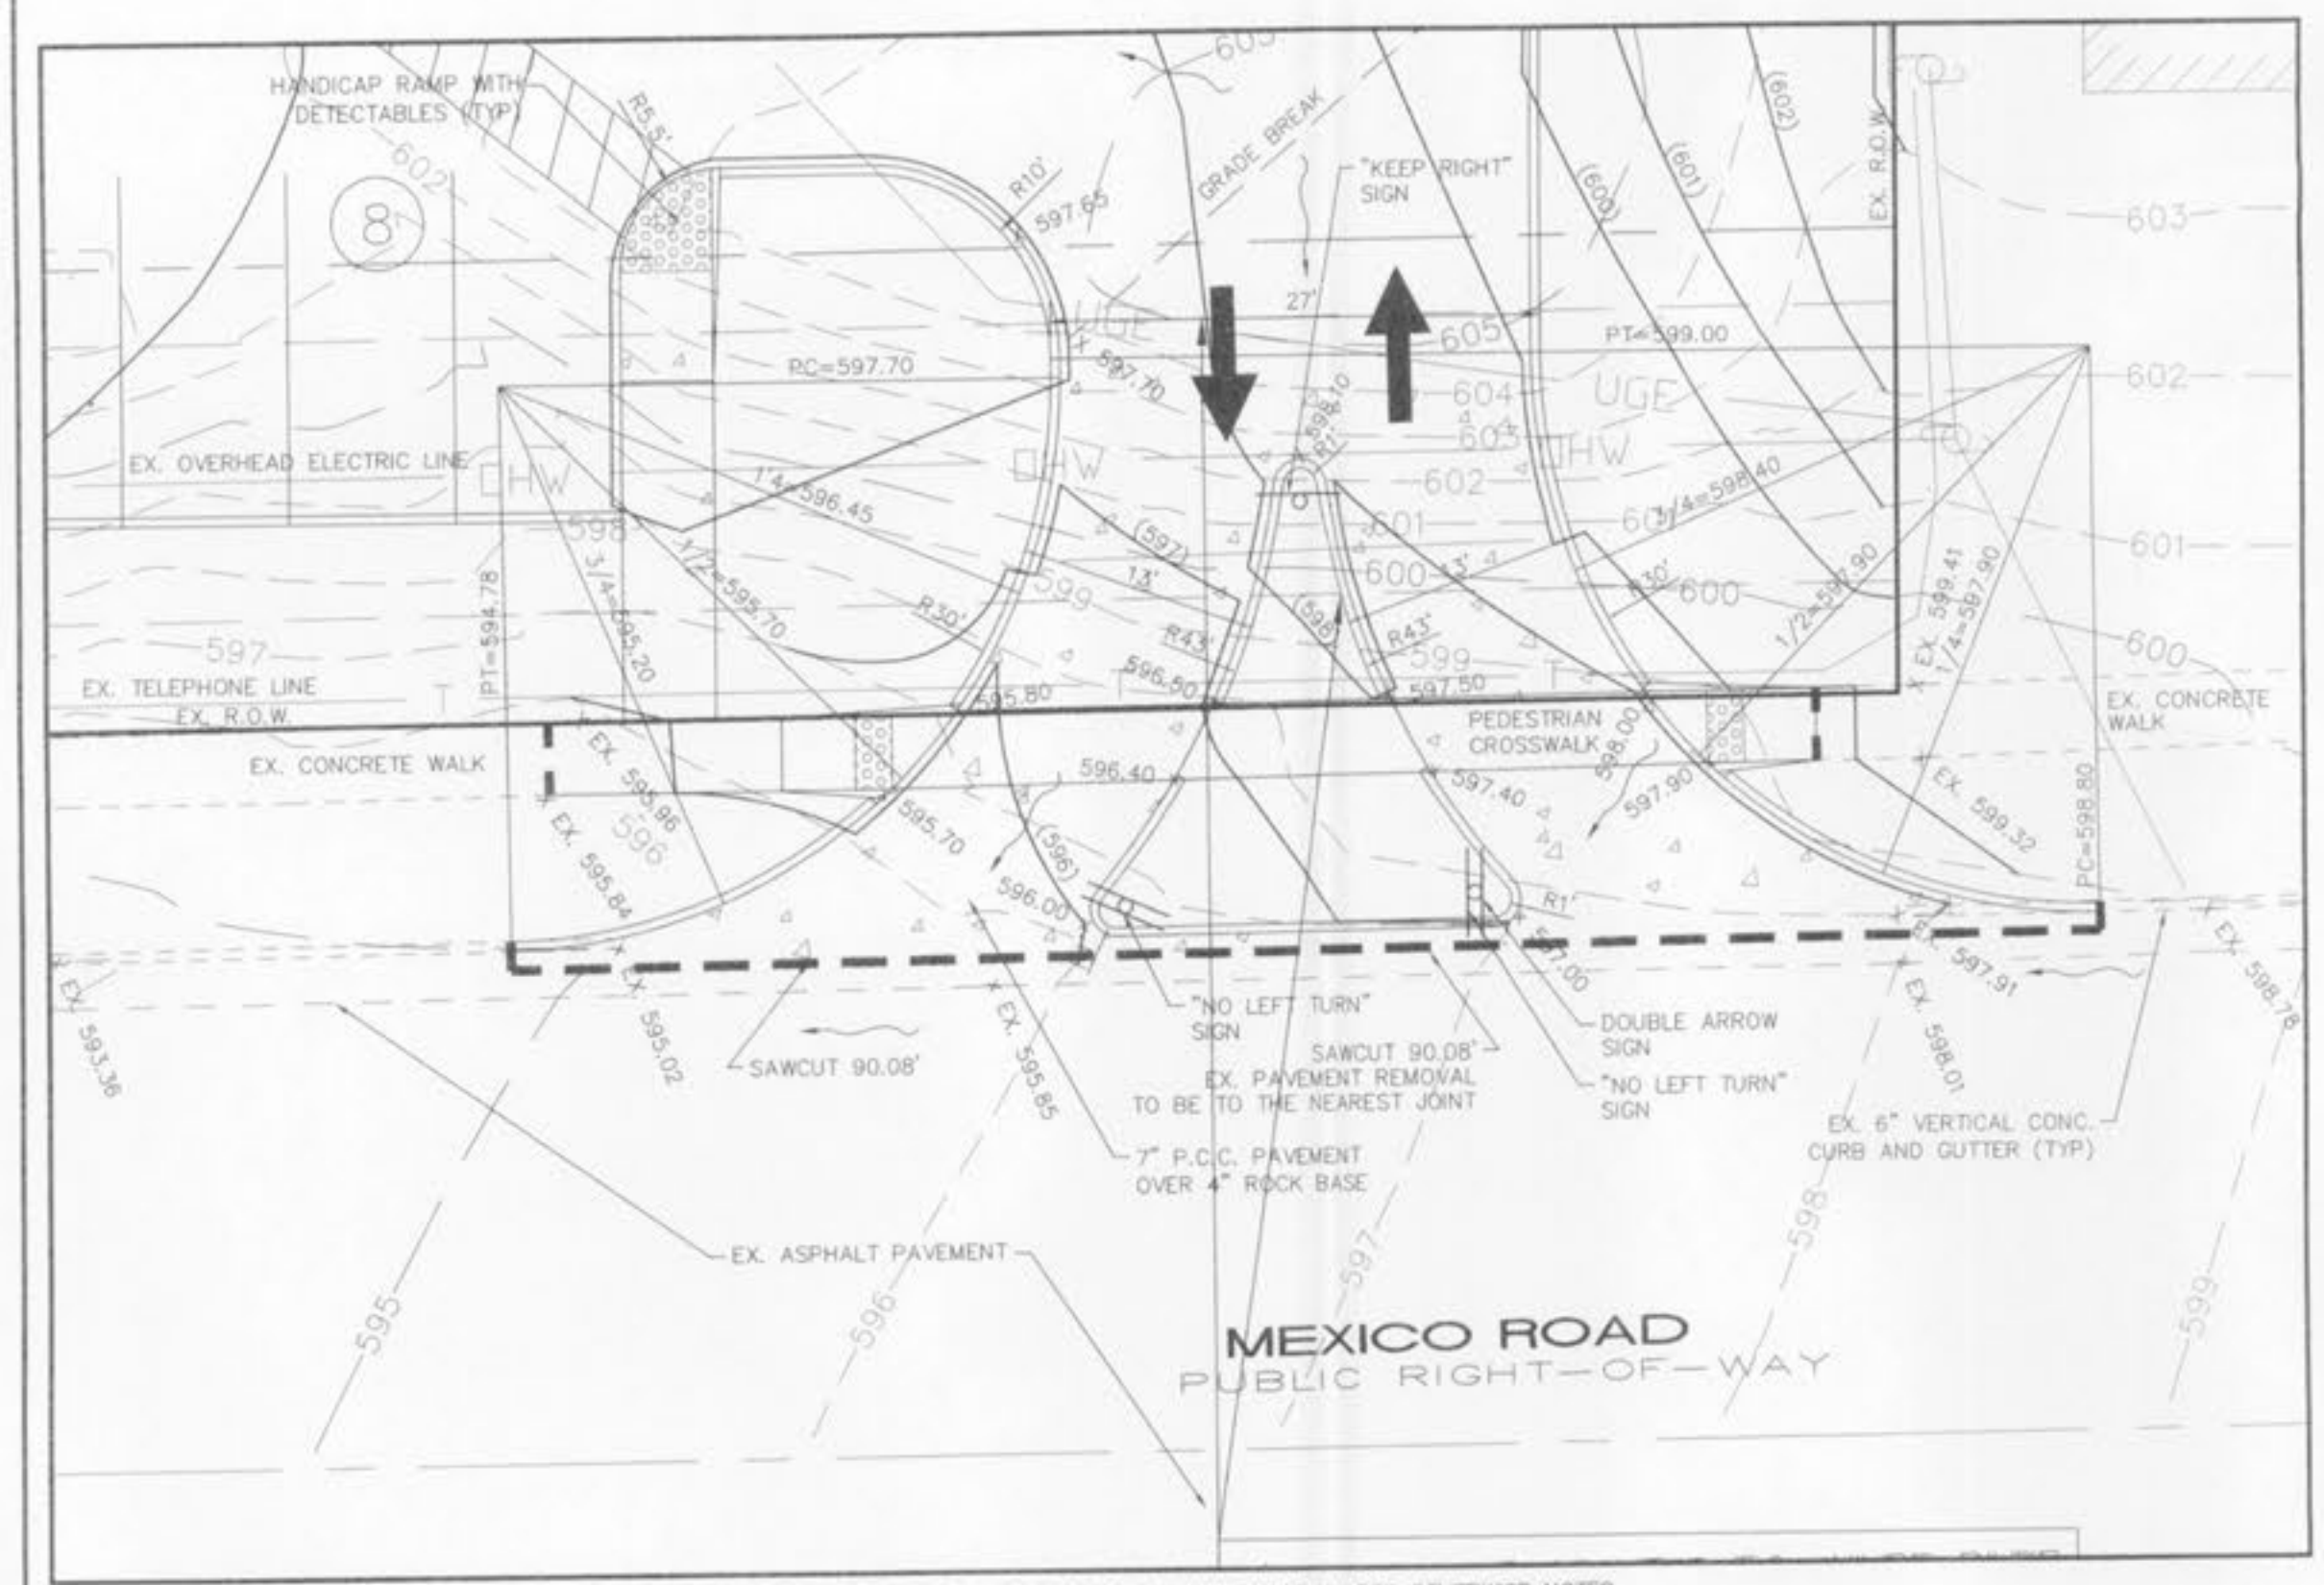 603
HANDICAP RAMP WITH
DETECTABLES (TYP)
R5.5'
602
8
R10'
597.65
GRADE BREAK
"KEEP RIGHT"
SIGN
(602)
(601)
(600)
EX. R.O.W.
603
27'
UGE
605
PT=599.00
PC=597.70
597.70
598.10
R1'
604
UGE
602
603
EX. OVERHEAD ELECTRIC LINE
OHW
OHW
OHW
1/4=596.45
602
3/4=598.40
598
(597)
601
601
601
13'
599
600
13'
R30'
600
PT=594.78
3/4=595.20
1/2=595.70
R30'
(598)
1/2=597.90
EX. 599.41
1/4=597.90
597
R43'
R43'
599
600
EX. TELEPHONE LINE
T
596.50
T
597.50
T
EX. R.O.W.
595.80
EX. CONCRETE
WALK
PEDESTRIAN
CROSSWALK
598.00
EX. CONCRETE WALK
EX. 595.96
596.40
597.40
597.90
EX. 599.32
PC=598.80
596
595.70
(596)
EX. 595.84
596.00
R1'
597.00
EX. 597.91
EX. 593.36
EX. 595.02
EX. 595.85
"NO LEFT TURN"
SIGN
DOUBLE ARROW
SIGN
EX. 598.01
EX. 598.78
SAWCUT 90.08'
SAWCUT 90.08'
EX. PAVEMENT REMOVAL
TO BE TO THE NEAREST JOINT
"NO LEFT TURN"
SIGN
EX. 6" VERTICAL CONC.
CURB AND GUTTER (TYP)
7" P.C.C. PAVEMENT
OVER 4" ROCK BASE
EX. ASPHALT PAVEMENT
595
596
597
598
599
MEXICO ROAD
PUBLIC RIGHT-OF-WAY